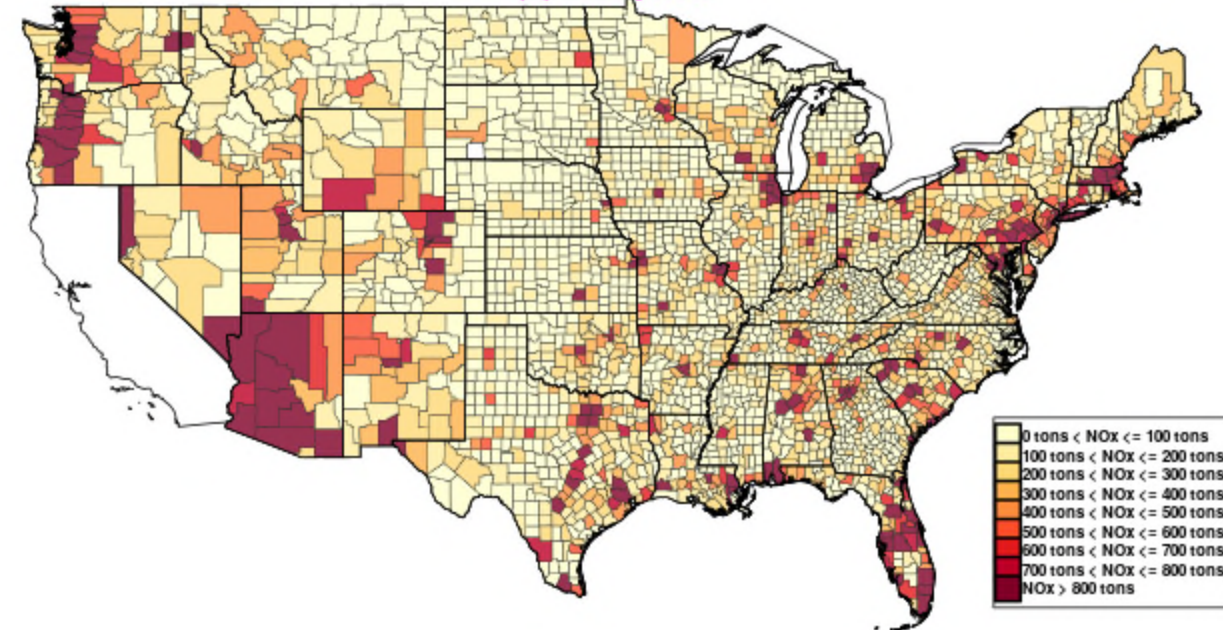 0 tons < NOx <= 100 tons
100 tons < NOx <= 200 tons
200 tons < NOx <= 300 tons
300 tons < NOx <= 400 tons
400 tons < NOx <= 500 tons
500 tons < NOx <= 600 tons
600 tons < NOx <= 700 tons
700 tons < NOx <= 800 tons
NOx > 800 tons